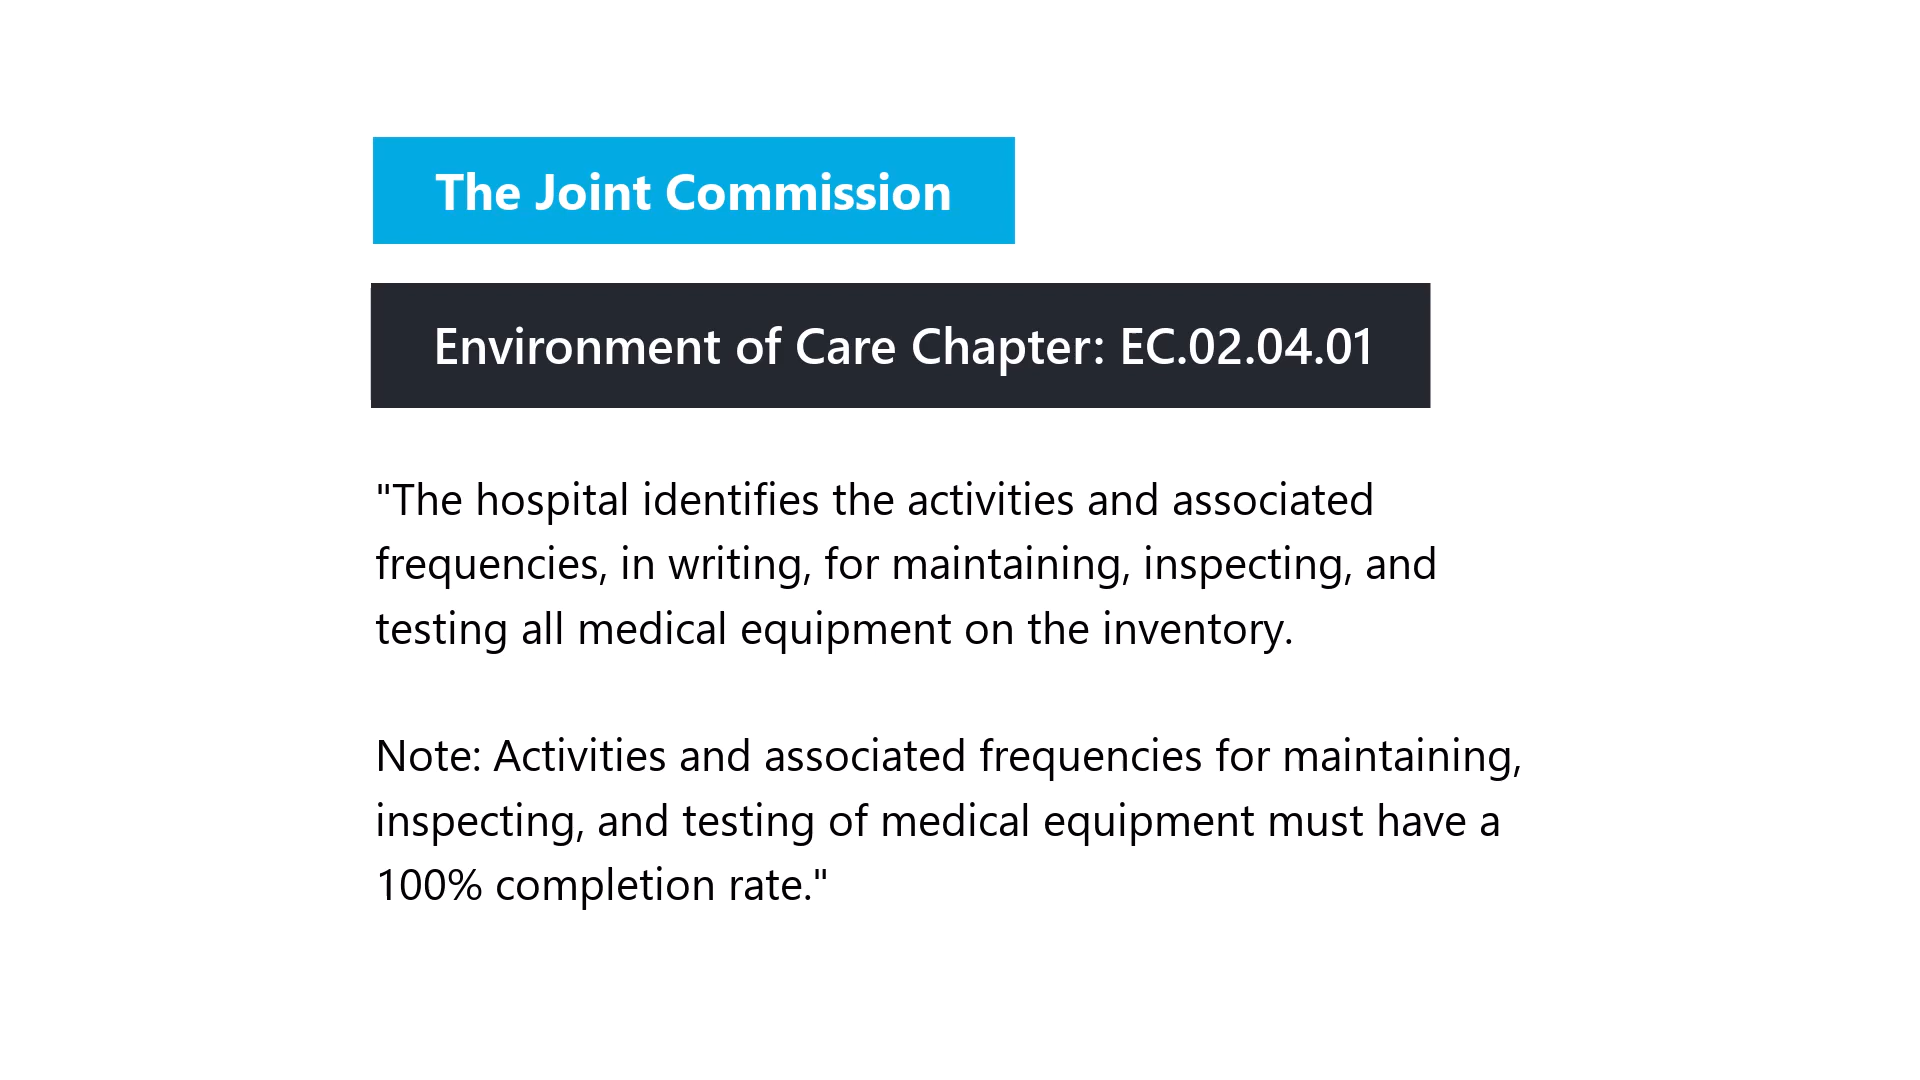 The Joint Commission
Environment of Care Chapter: EC.02.04.01
"The hospital identifies the activities and associated
frequencies, in writing, for maintaining, inspecting, and
testing all medical equipment on the inventory.
Note: Activities and associated frequencies for maintaining,
inspecting, and testing of medical equipment must have a
100% completion rate."